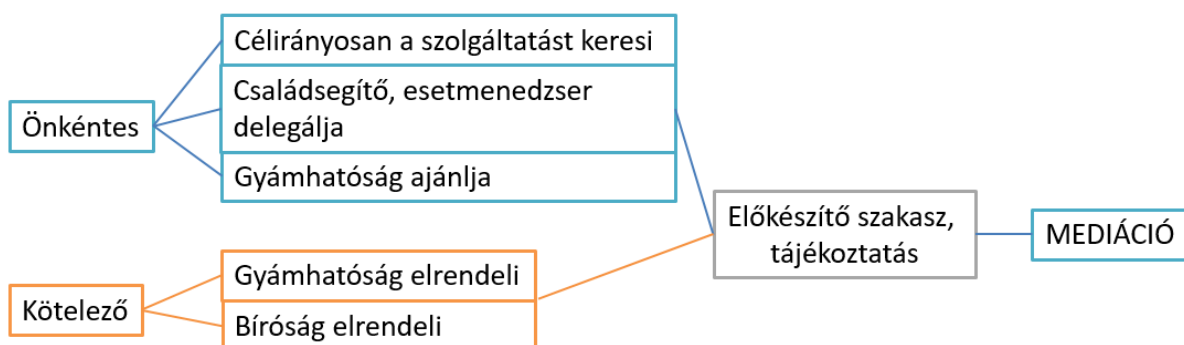 Önkéntes
Célirányosan a szolgáltatást keresi
Családsegítő, esetmenedzser
delegálja
Gyámhatóság ajánlja
Kötelező
Gyámhatóság elrendeli
Bíróság elrendeli
Előkészítő szakasz,
tájékoztatás
MEDIÁCIÓ